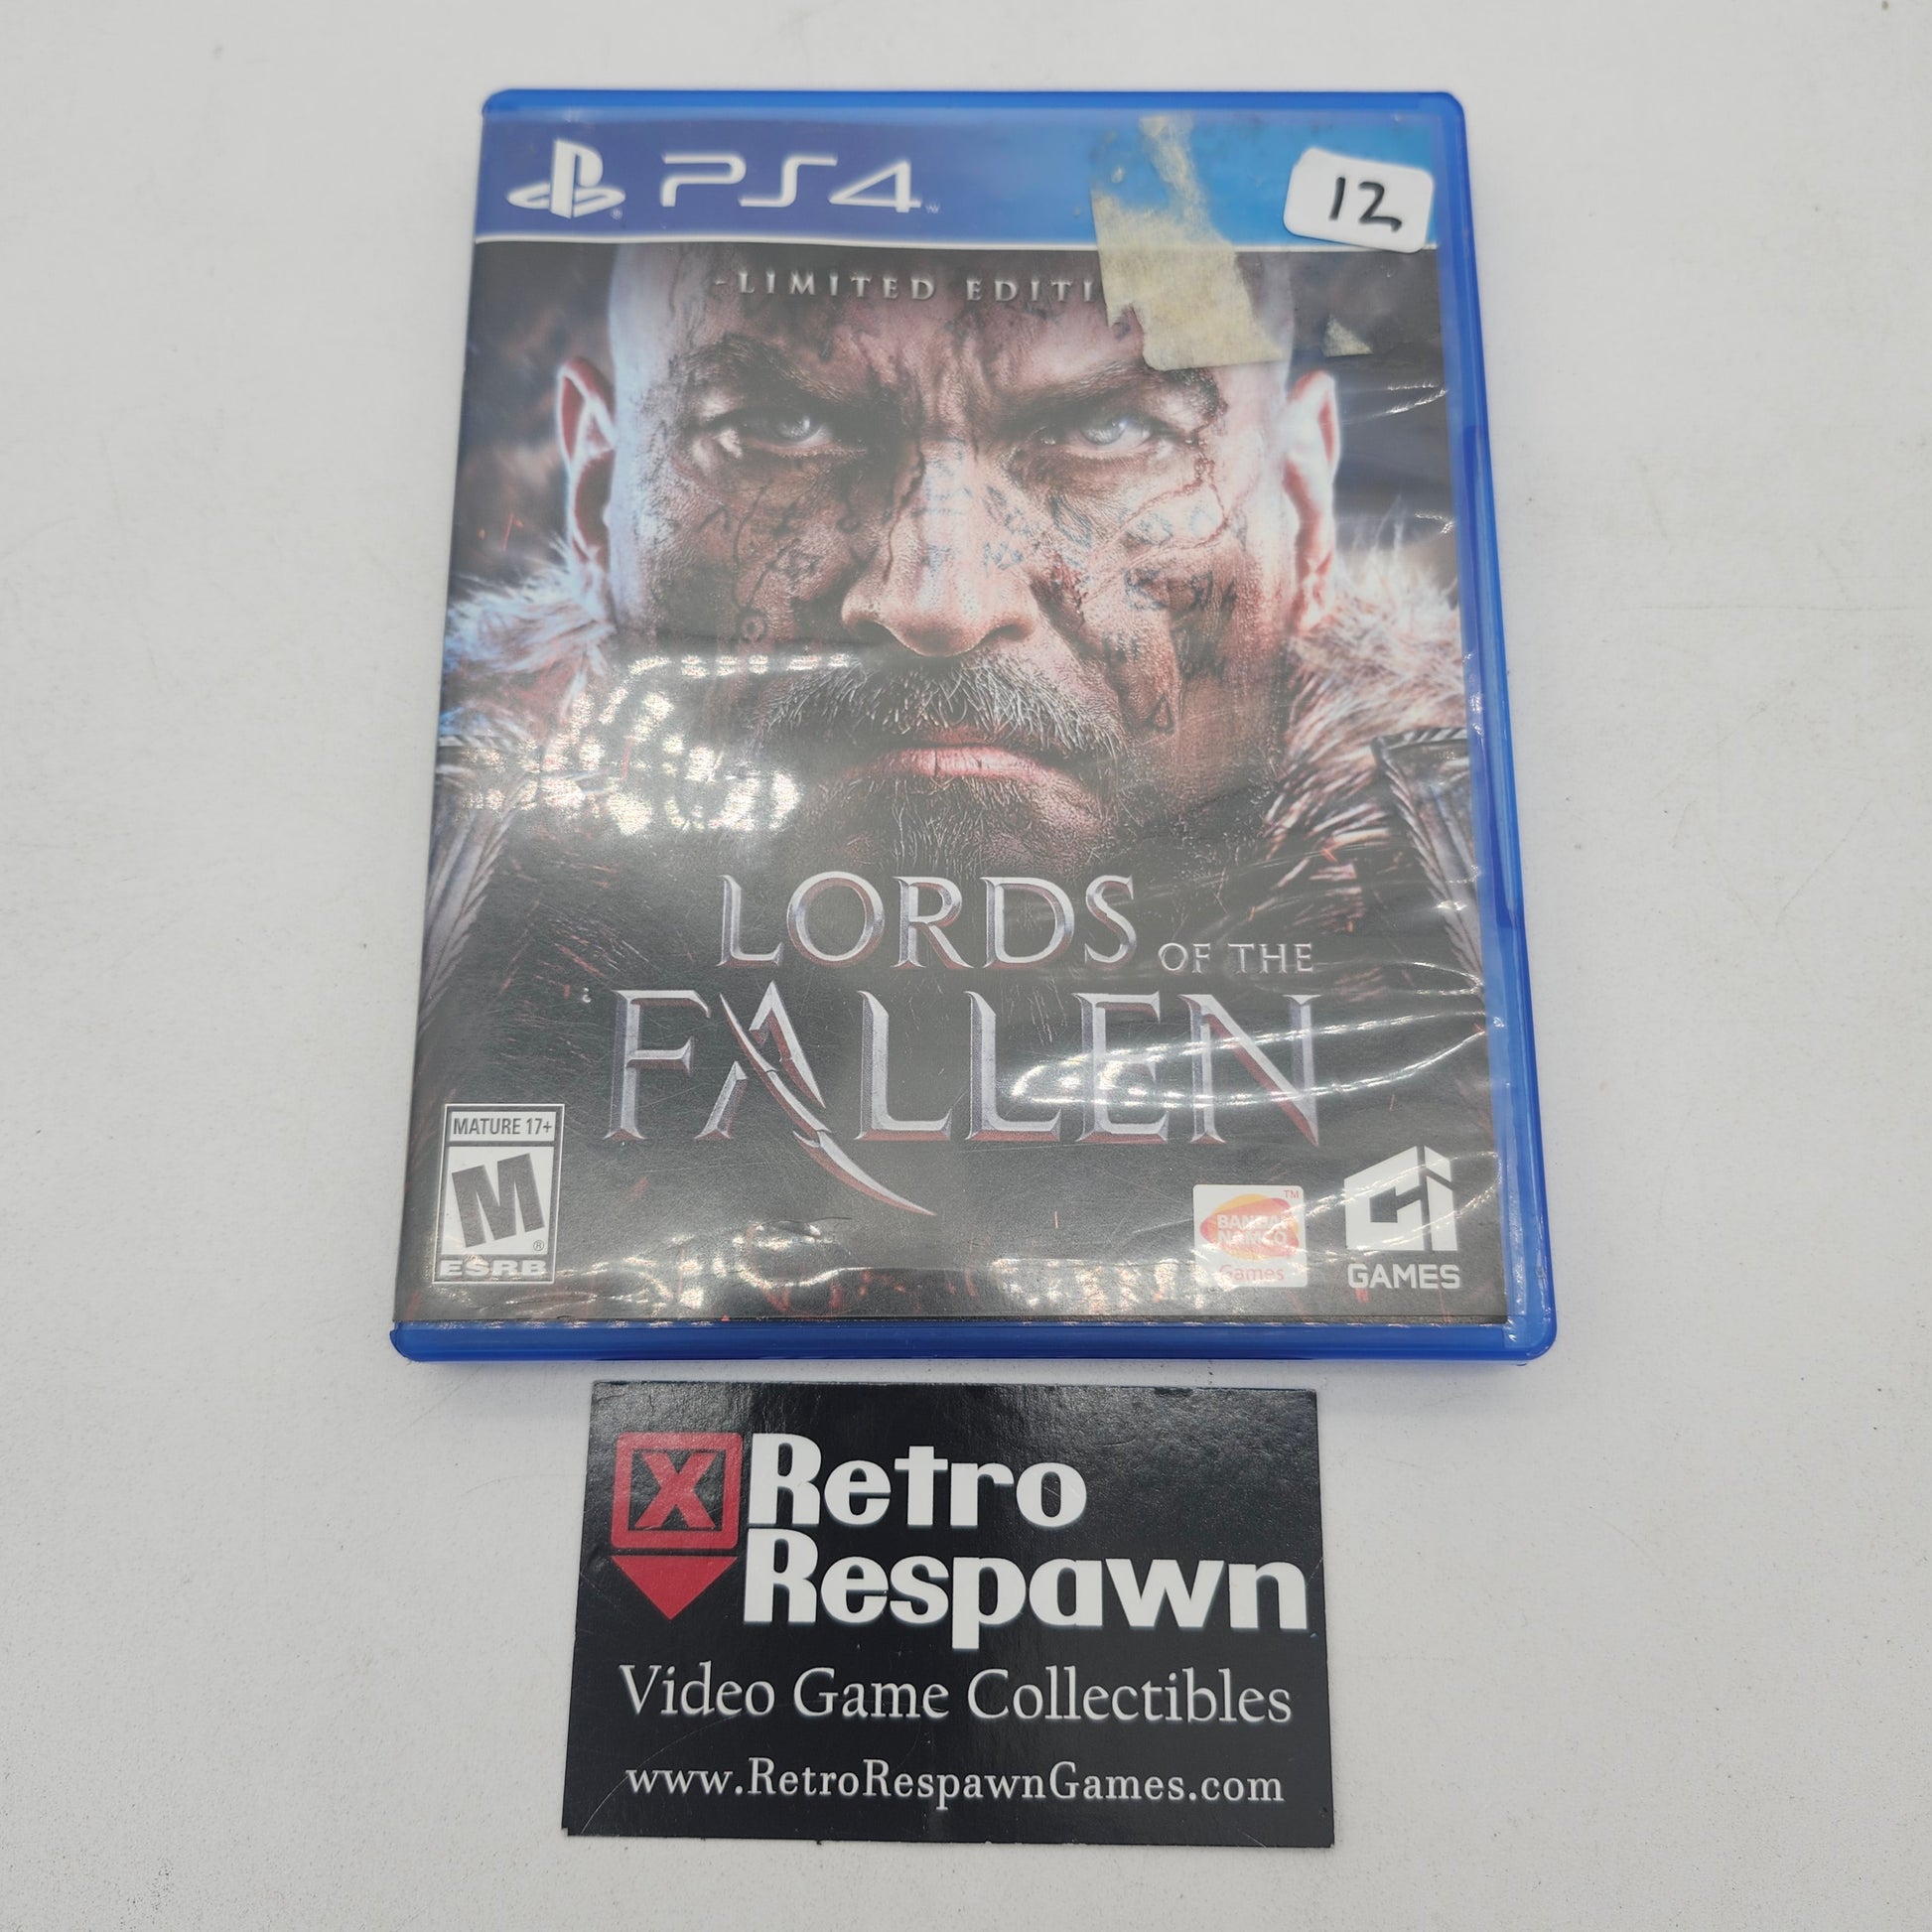 PS4
12
-LIMITED EDITI
LORDS OF THE
FALLEN
MATURE 17+
M
ESRB
BANDAI
NAMCO
Games
Ci
GAMES
X Retro
Respawn
Video Game Collectibles
www.RetroRespawnGames.com